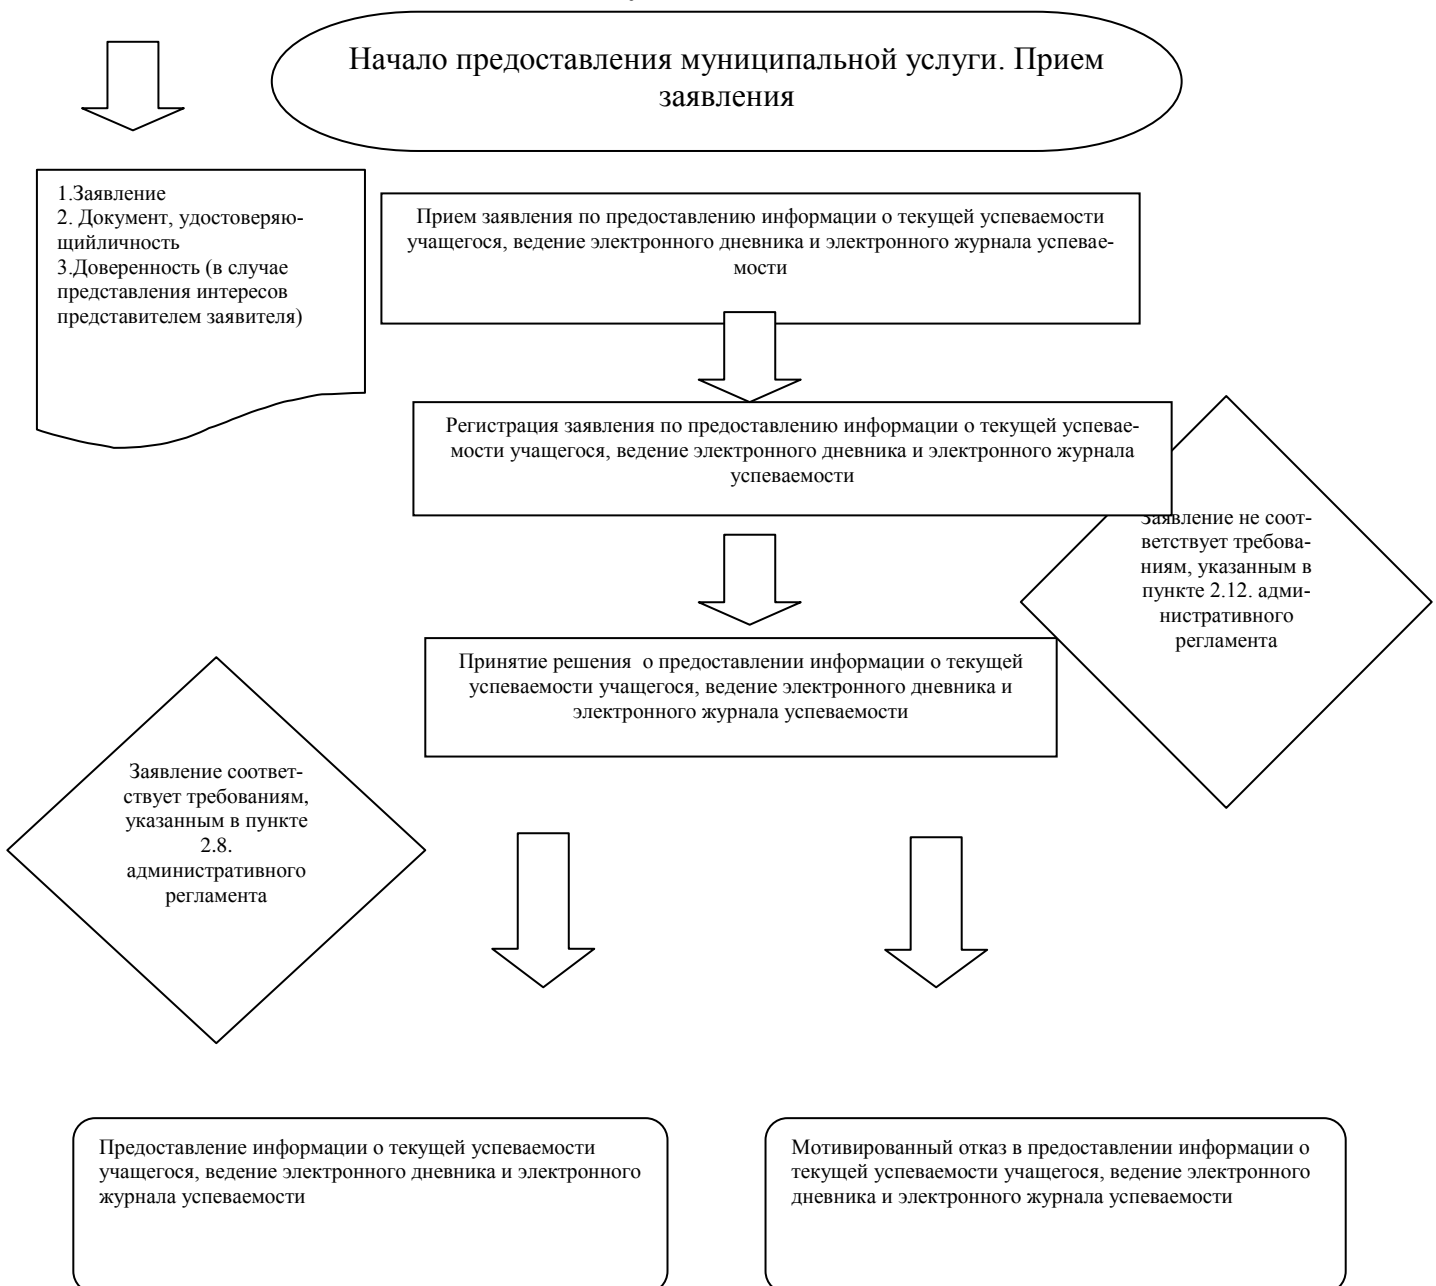 Начало предоставления муниципальной услуги. Прием
заявления
1.Заявление
2. Документ, удостоверяю-
щийличность
3.Доверенность (в случае
представления интересов
представителем заявителя)
Прием заявления по предоставлению информации о текущей успеваемости
учащегося, ведение электронного дневника и электронного журнала успевае-
мости
Регистрация заявления по предоставлению информации о текущей успевае-
мости учащегося, ведение электронного дневника и электронного журнала
успеваемости
Заявление не соот-
ветствует требова-
ниям, указанным в
пункте 2.12. адми-
нистративного
регламента
Принятие решения  о предоставлении информации о текущей
успеваемости учащегося, ведение электронного дневника и
электронного журнала успеваемости
Заявление соответ-
ствует требованиям,
указанным в пункте
2.8.
административного
регламента
Предоставление информации о текущей успеваемости
учащегося, ведение электронного дневника и электронного
журнала успеваемости
Мотивированный отказ в предоставлении информации о
текущей успеваемости учащегося, ведение электронного
дневника и электронного журнала успеваемости